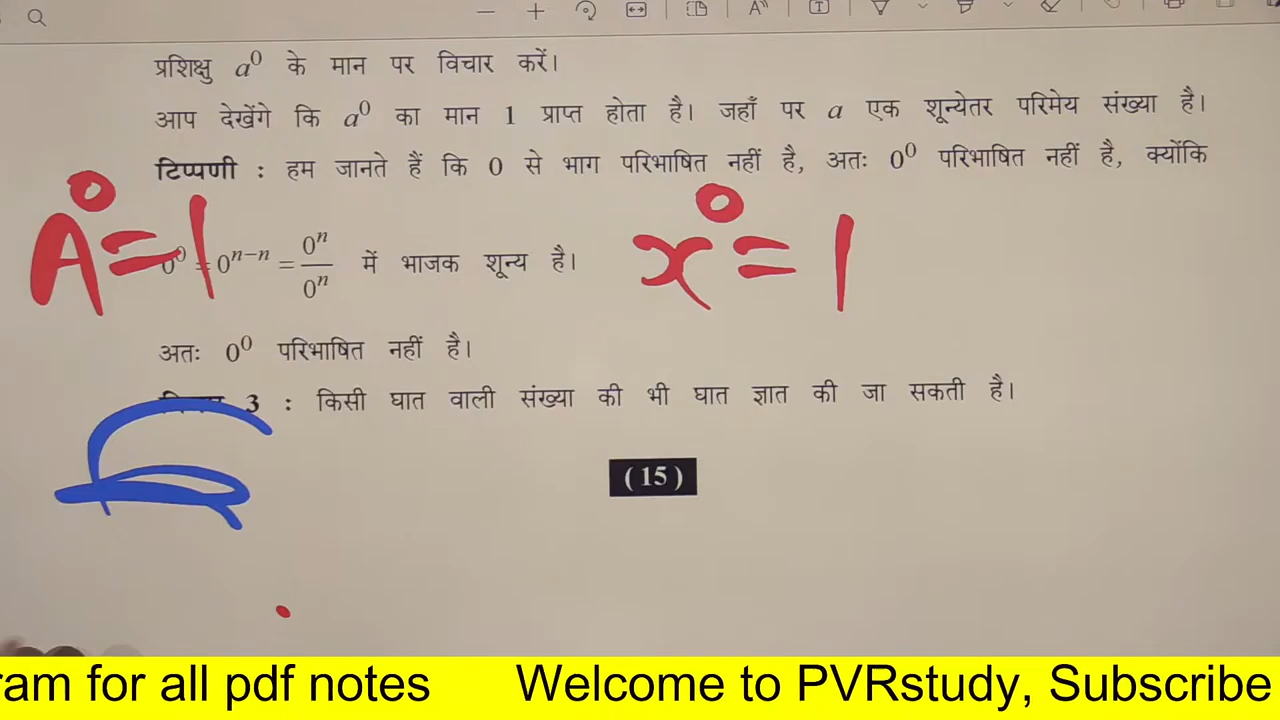 प्रशिक्षु a⁰ के मान पर विचार करें।
आप देखेंगे कि a⁰ का मान 1 प्राप्त होता है। जहाँ पर a एक शून्येतर परिमेय संख्या है।
टिप्पणी : हम जानते हैं कि 0 से भाग परिभाषित नहीं है, अतः 0⁰ परिभाषित नहीं है, क्योंकि
A⁰ = 1
x⁰ = 1
0ⁿ⁻ⁿ = 0ⁿ/0ⁿ में भाजक शून्य है।
अतः 0⁰ परिभाषित नहीं है।
3 : किसी घात वाली संख्या की भी घात ज्ञात की जा सकती है।
(15)
ram for all pdf notes Welcome to PVRstudy, Subscribe